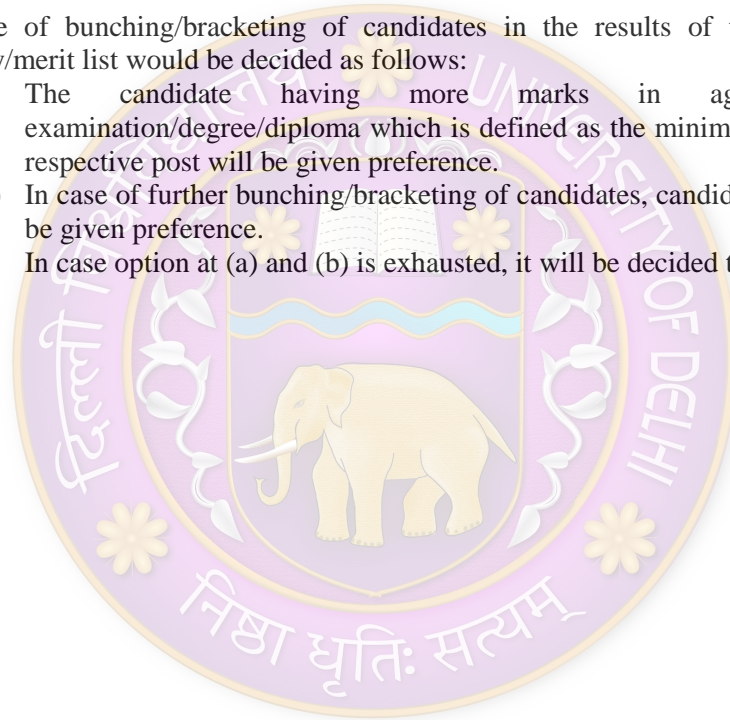 of bunching/bracketing of candidates in the results of
/merit list would be decided as follows:
The candidate having more marks in
examination/degree/diploma which is defined as the
respective post will be given preference.
In case of further bunching/bracketing of candidates,
be given preference.
In case option at (a) and (b) is exhausted, it will be decided
दिल्ली विश्वविद्यालय
UNIVERSITY OF DELHI
निष्ठा धृतिः सत्यम्